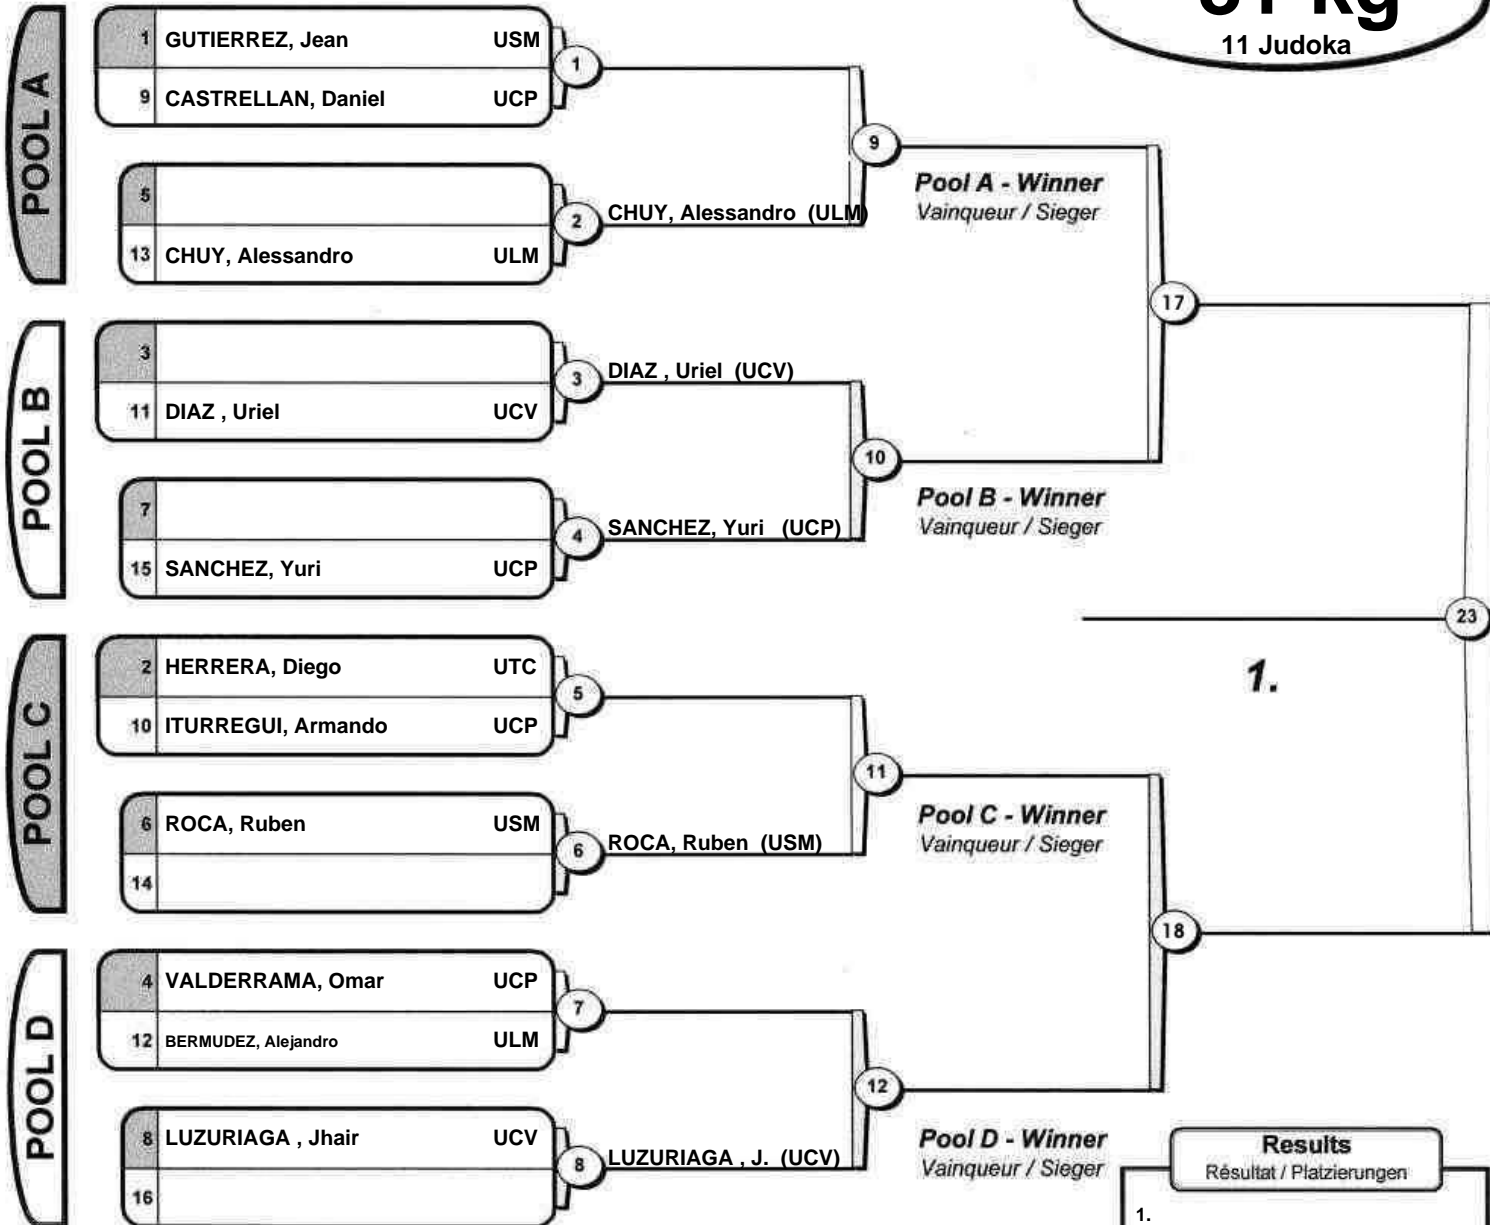 kg
11 Judoka
POOL A
1 GUTIERREZ, Jean USM
9 CASTRELLAN, Daniel UCP
1
5
13 CHUY, Alessandro ULM
2
CHUY, Alessandro (ULM)
9
Pool A - Winner
Vainqueur / Sieger
POOL B
3
11 DIAZ , Uriel UCV
3
DIAZ , Uriel (UCV)
7
15 SANCHEZ, Yuri UCP
4
SANCHEZ, Yuri (UCP)
10
Pool B - Winner
Vainqueur / Sieger
17
POOL C
2 HERRERA, Diego UTC
10 ITURREGUI, Armando UCP
5
6 ROCA, Ruben USM
14
6
ROCA, Ruben (USM)
11
Pool C - Winner
Vainqueur / Sieger
23
1.
POOL D
4 VALDERRAMA, Omar UCP
12 BERMUDEZ, Alejandro ULM
7
8 LUZURIAGA , Jhair UCV
16
8
LUZURIAGA , J. (UCV)
12
Pool D - Winner
Vainqueur / Sieger
18
Results
Résultat / Platzierungen
1.